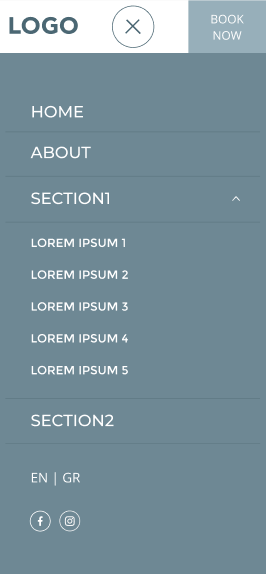 LOGO
BOOK
NOW
HOME
ABOUT
SECTION1
LOREM IPSUM 1
LOREM IPSUM 2
LOREM IPSUM 3
LOREM IPSUM 4
LOREM IPSUM 5
SECTION2
EN | GR